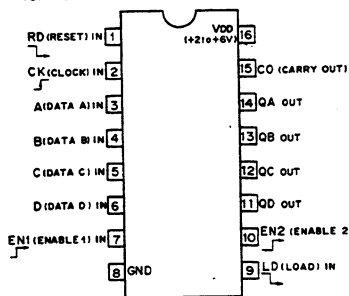 RD (RESET) IN 1
CK (CLOCK) IN 2
A(DATA A) IN 3
B(DATA B) IN 4
C(DATA C) IN 5
D(DATA D) IN 6
EN1 (ENABLE1) IN 7
8 GND
VDD 16
(+2 to +6V)
15 CO (CARRY OUT)
14 QA OUT
13 QB OUT
12 QC OUT
11 QD OUT
10 EN2 (ENABLE 2
9 LD (LOAD) IN